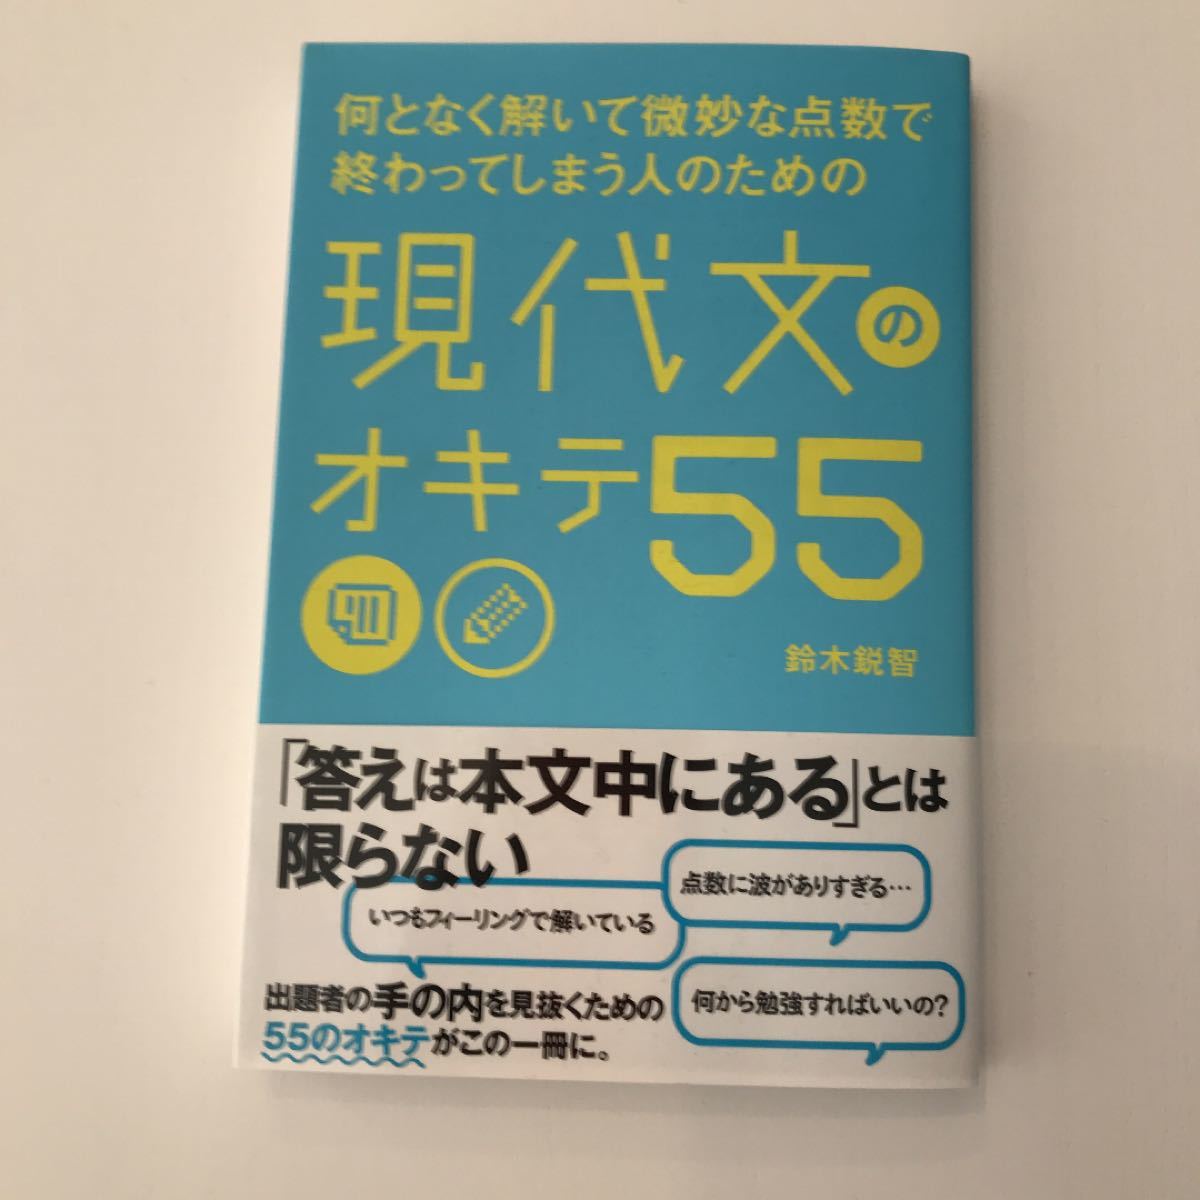 何となく解いて微妙な点数で
終わってしまう人のための
現代文の
オキテ55
鈴木鋭智
「答えは本文中にある」とは
限らない
点数に波がありすぎる…
いつもフィーリングで解いている
何から勉強すればいいの?
出題者の手の内を見抜くための
55のオキテがこの一冊に。